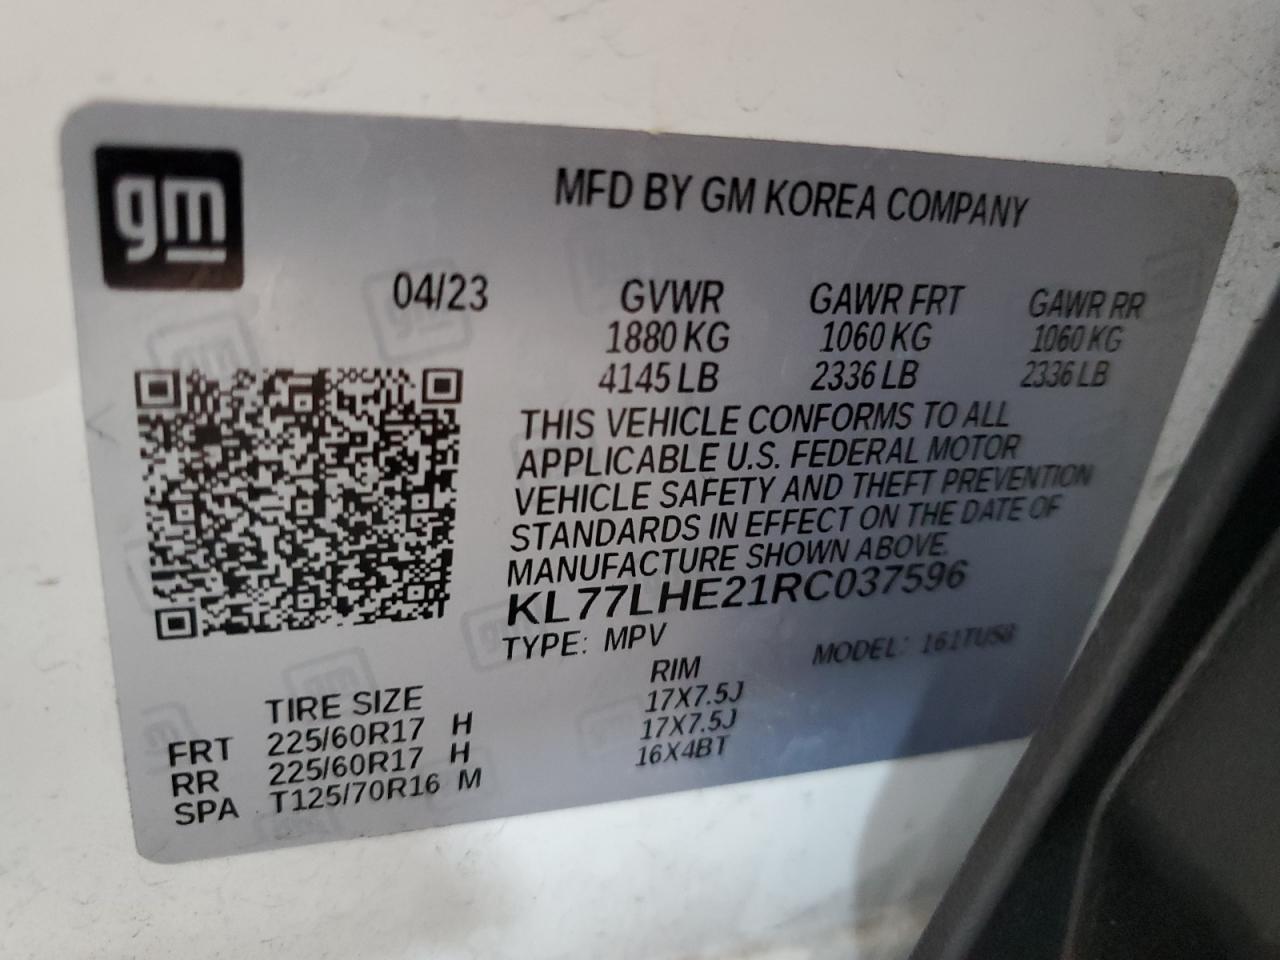 gm
MFD BY GM KOREA COMPANY
04/23
GVWR GAWR FRT GAWR RR
1880 KG 1060 KG 1060 KG
4145 LB 2336 LB 2336 LB
THIS VEHICLE CONFORMS TO ALL
APPLICABLE U.S. FEDERAL MOTOR
VEHICLE SAFETY AND THEFT PREVENTION
STANDARDS IN EFFECT ON THE DATE OF
MANUFACTURE SHOWN ABOVE.
KL77LHE21RC037596
TYPE: MPV MODEL: 161TUS8
TIRE SIZE RIM
FRT 225/60R17 H 17X7.5J
RR 225/60R17 H 17X7.5J
SPA T125/70R16 M 16X4BT